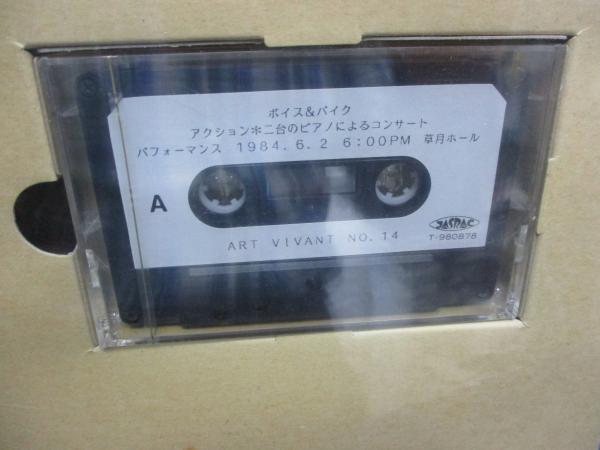 ボイス&パイク
アクション＊二台のピアノによるコンサート
パフォーマンス 1984.6.2 6:00PM 草月ホール
A
ART VIVANT NO.14
JASRAC
T-980878